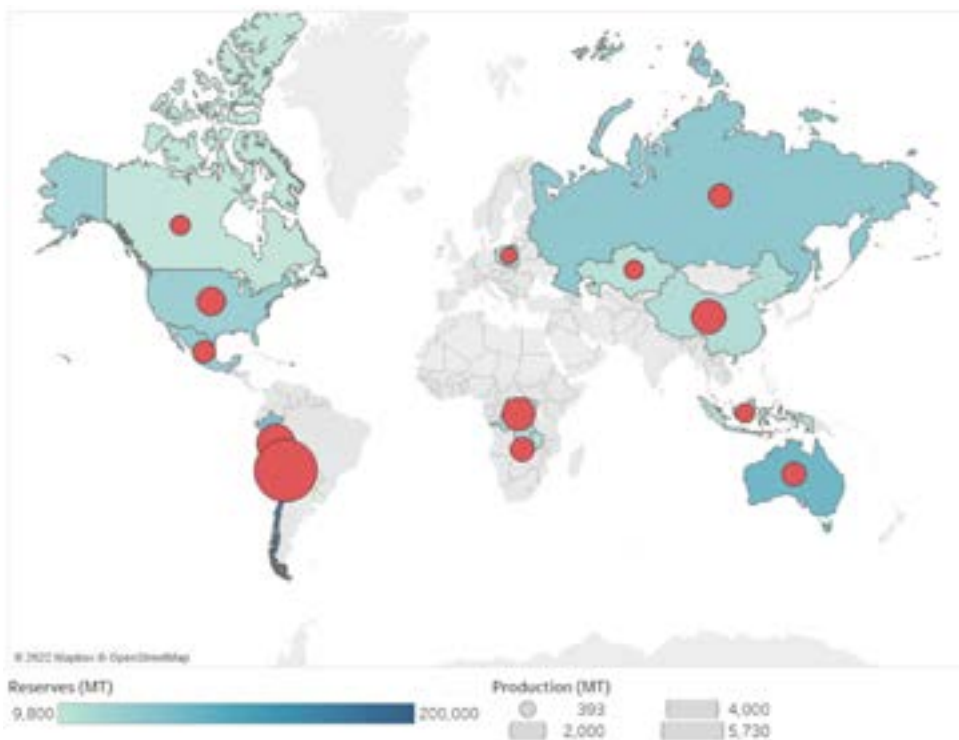 © 2022 Mapbox © OpenStreetMap
Reserves (MT)
9,800 200,000
Production (MT)
393 4,000
2,000 5,730